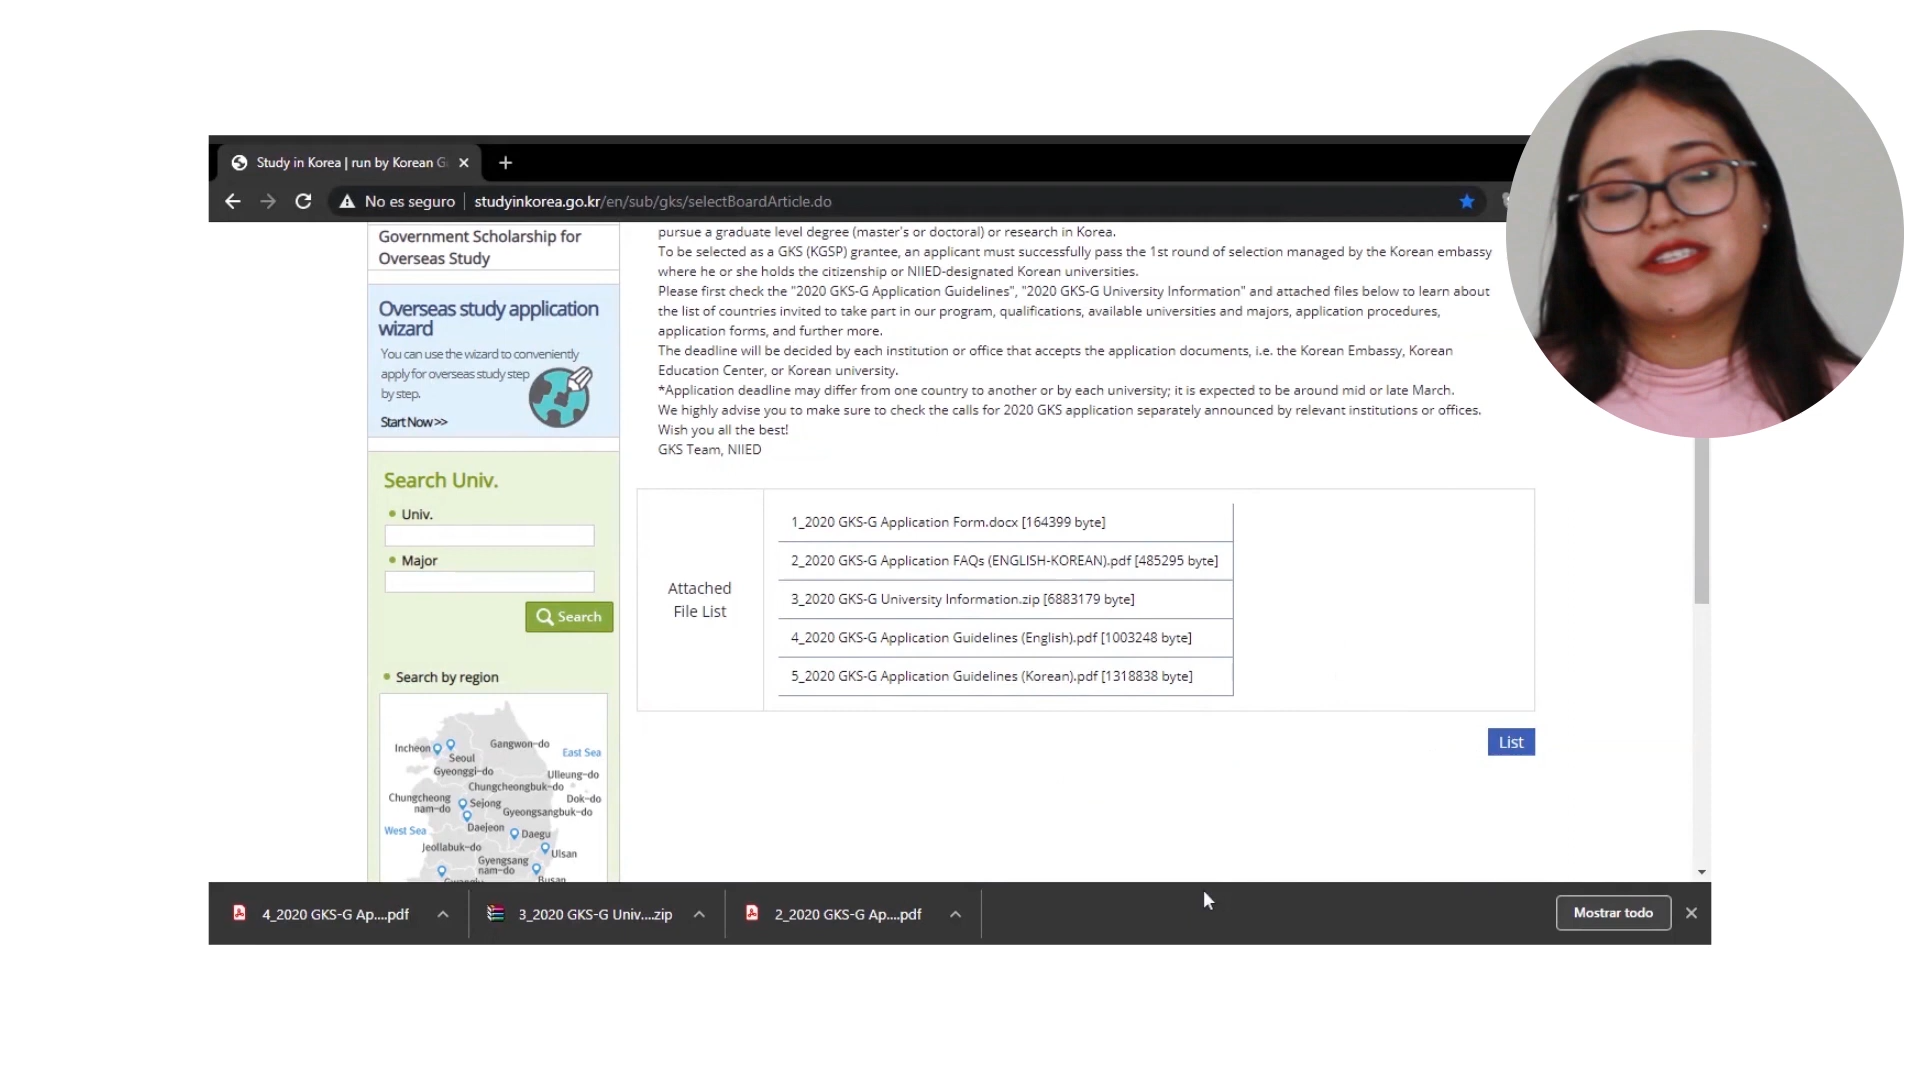 Study in Korea | run by Korean G
No es seguro
studyinkorea.go.kr/en/sub/gks/selectBoardArticle.do
Government Scholarship for
Overseas Study
Overseas study application
wizard
You can use the wizard to conveniently
apply for overseas study step
by step.
Start Now >>
Search Univ.
Univ.
Major
Search
Search by region
Incheon
Seoul
Gangwon-do
East Sea
Gyeonggi-do
Ulleung-do
Chungcheongbuk-do
Chungcheong
nam-do
Sejong
Dok-do
Gyeongsangbuk-do
West Sea
Daejeon
Daegu
Jeollabuk-do
Ulsan
Gyengsang
nam-do
Busan
pursue a graduate level degree (master's or doctoral) or research in Korea.
To be selected as a GKS (KGSP) grantee, an applicant must successfully pass the 1st round of selection managed by the Korean embassy
where he or she holds the citizenship or NIIED-designated Korean universities.
Please first check the "2020 GKS-G Application Guidelines", "2020 GKS-G University Information" and attached files below to learn about
the list of countries invited to take part in our program, qualifications, available universities and majors, application procedures,
application forms, and further more.
The deadline will be decided by each institution or office that accepts the application documents, i.e. the Korean Embassy, Korean
Education Center, or Korean university.
*Application deadline may differ from one country to another or by each university; it is expected to be around mid or late March.
We highly advise you to make sure to check the calls for 2020 GKS application separately announced by relevant institutions or offices.
Wish you all the best!
GKS Team, NIIED
Attached
File List
1_2020 GKS-G Application Form.docx [164399 byte]
2_2020 GKS-G Application FAQs (ENGLISH-KOREAN).pdf [485295 byte]
3_2020 GKS-G University Information.zip [6883179 byte]
4_2020 GKS-G Application Guidelines (English).pdf [1003248 byte]
5_2020 GKS-G Application Guidelines (Korean).pdf [1318838 byte]
List
4_2020 GKS-G Ap....pdf
3_2020 GKS-G Univ....zip
2_2020 GKS-G Ap....pdf
Mostrar todo